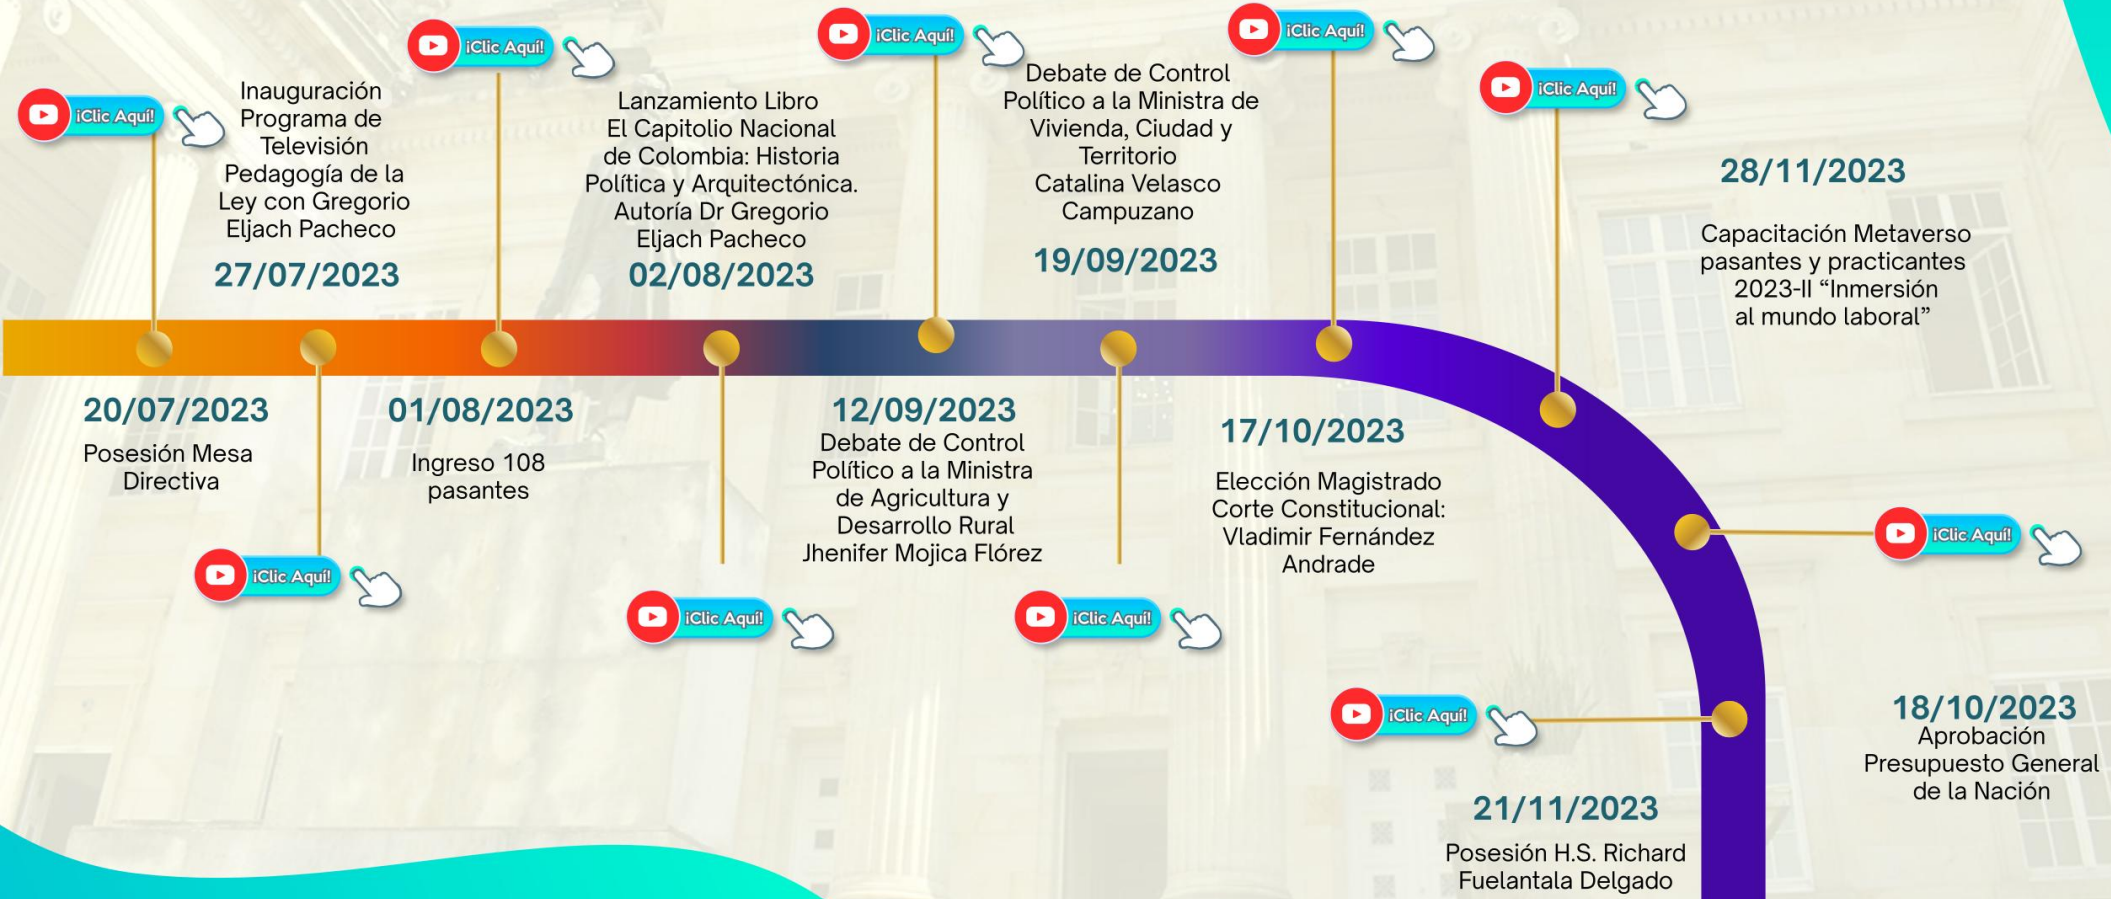 ¡Clic Aquí!
20/07/2023
Posesión Mesa
Directiva
Inauguración
Programa de
Televisión
Pedagogía de la
Ley con Gregorio
Eljach Pacheco
27/07/2023
¡Clic Aquí!
¡Clic Aquí!
01/08/2023
Ingreso 108
pasantes
Lanzamiento Libro
El Capitolio Nacional
de Colombia: Historia
Política y Arquitectónica.
Autoría Dr Gregorio
Eljach Pacheco
02/08/2023
¡Clic Aquí!
¡Clic Aquí!
12/09/2023
Debate de Control
Político a la Ministra
de Agricultura y
Desarrollo Rural
Jhenifer Mojica Flórez
Debate de Control
Político a la Ministra de
Vivienda, Ciudad y
Territorio
Catalina Velasco
Campuzano
19/09/2023
¡Clic Aquí!
¡Clic Aquí!
17/10/2023
Elección Magistrado
Corte Constitucional:
Vladimir Fernández
Andrade
¡Clic Aquí!
28/11/2023
Capacitación Metaverso
pasantes y practicantes
2023-II “Inmersión
al mundo laboral”
¡Clic Aquí!
18/10/2023
Aprobación
Presupuesto General
de la Nación
¡Clic Aquí!
21/11/2023
Posesión H.S. Richard
Fuelantala Delgado